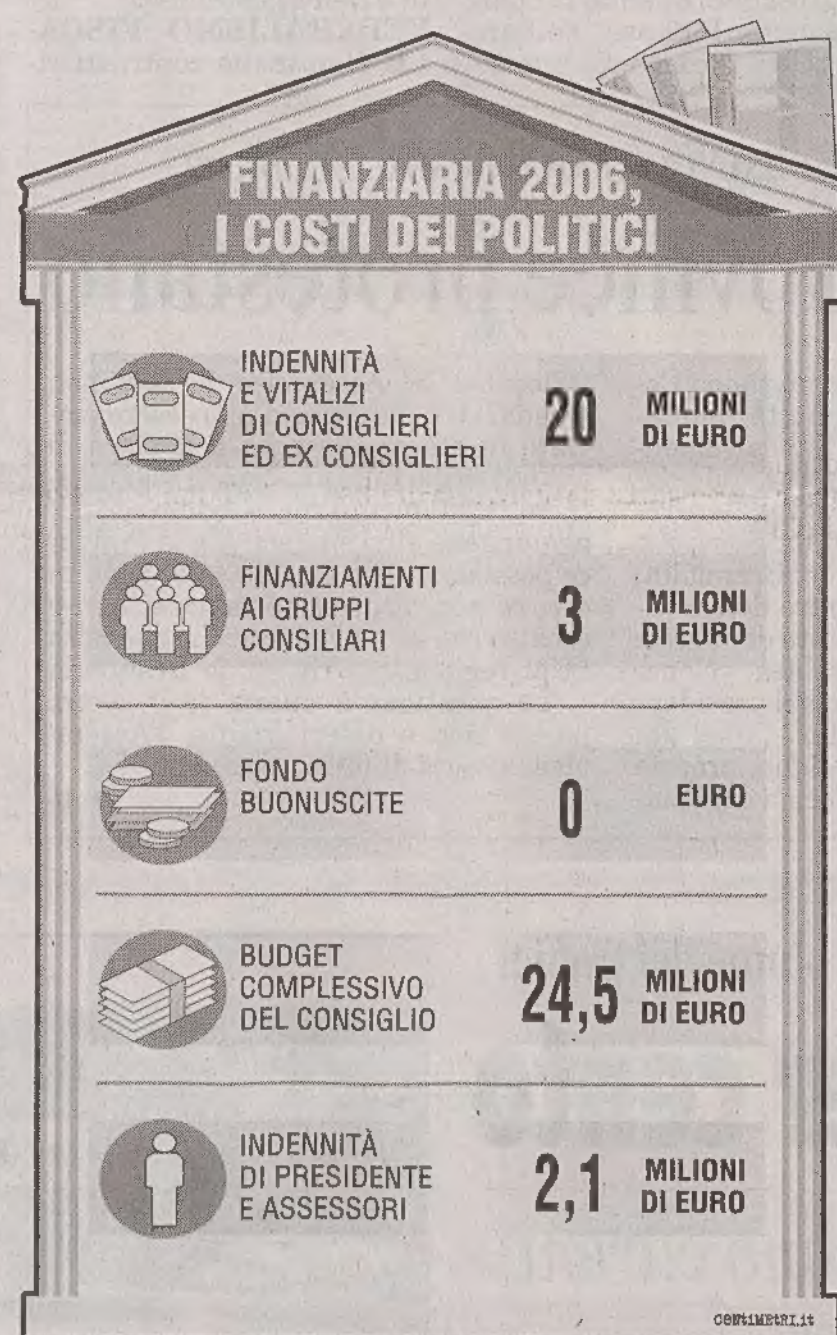 FINANZIARIA 2006,
I COSTI DEI POLITICI
INDENNITÀ
E VITALIZI
DI CONSIGLIERI
ED EX CONSIGLIERI
20 MILIONI
DI EURO
FINANZIAMENTI
AI GRUPPI
CONSILIARI
3 MILIONI
DI EURO
FONDO
BUONUSCITE
0 EURO
BUDGET
COMPLESSIVO
DEL CONSIGLIO
24,5 MILIONI
DI EURO
INDENNITÀ
DI PRESIDENTE
E ASSESSORI
2,1 MILIONI
DI EURO
CENTIMETRI.it